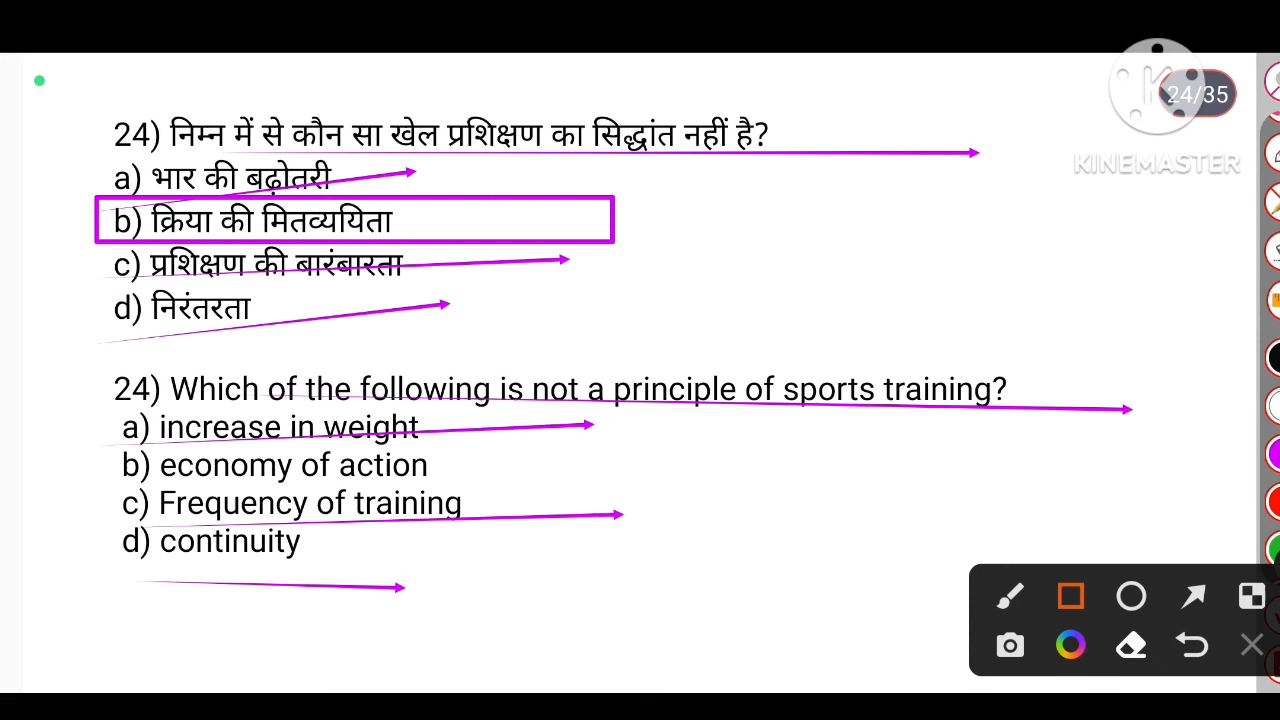 24/35
KINEMASTER
24) निम्न में से कौन सा खेल प्रशिक्षण का सिद्धांत नहीं है?
a) भार की बढ़ोतरी
b) क्रिया की मितव्ययिता
c) प्रशिक्षण की बारंबारता
d) निरंतरता
24) Which of the following is not a principle of sports training?
a) increase in weight
b) economy of action
c) Frequency of training
d) continuity